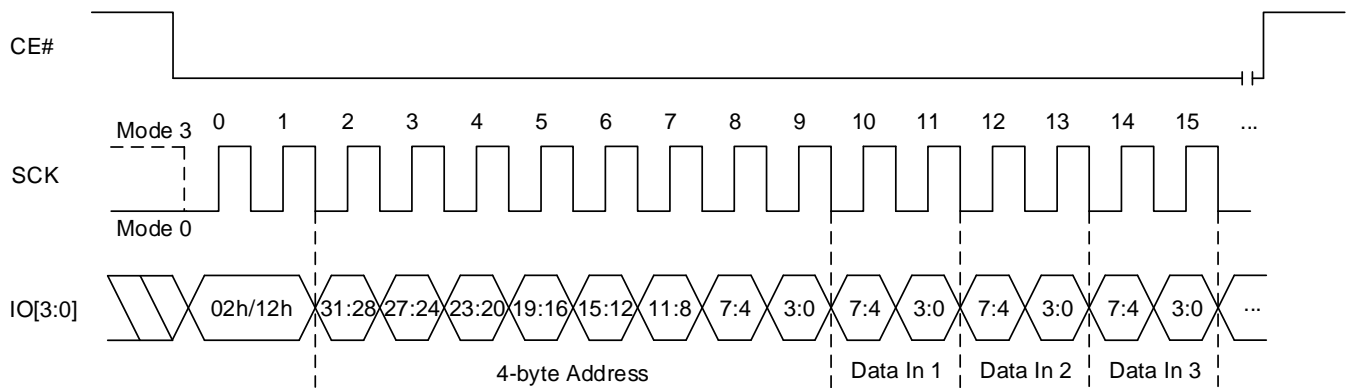 CE#
Mode 3 0 1 2 3 4 5 6 7 8 9 10 11 12 13 14 15 ...
SCK
Mode 0
IO[3:0] 02h/12h 31:28 27:24 23:20 19:16 15:12 11:8 7:4 3:0 7:4 3:0 7:4 3:0 7:4 3:0 ...
4-byte Address Data In 1 Data In 2 Data In 3